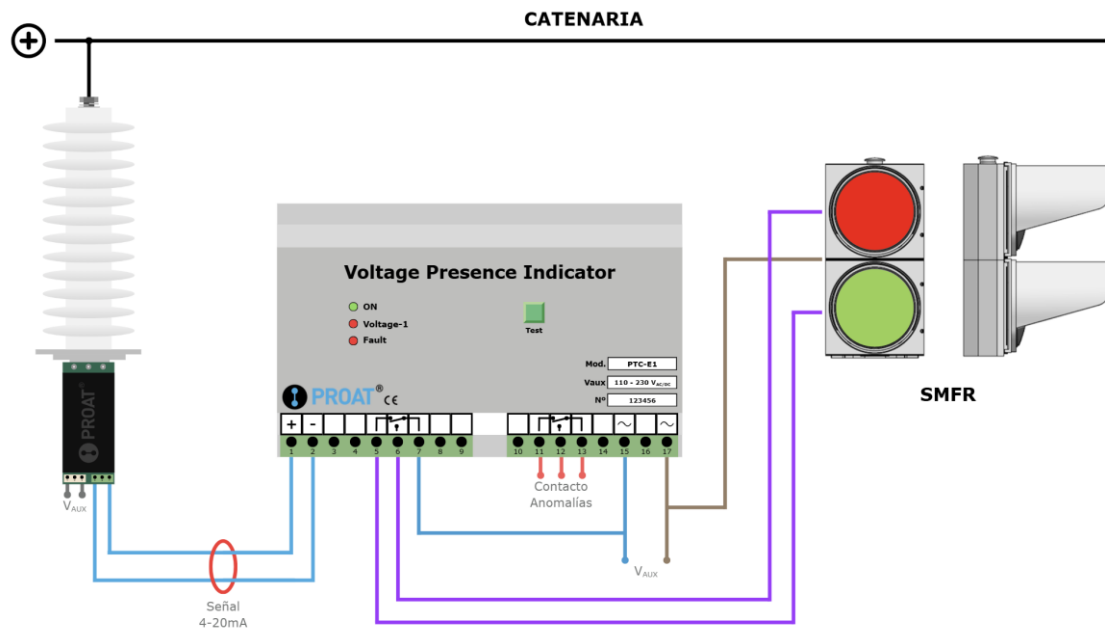 CATENARIA
+
Voltage Presence Indicator
ON
Voltage-1
Fault
Test
Mod. PTC-E1
Vaux 110 - 230 VAC/DC
Nº 123456
PROAT® CE
+ - ~ ~
1 2 3 4 5 6 7 8 9 10 11 12 13 14 15 16 17
PROAT®
VAUX
Contacto
Anomalías
VAUX
Señal
4-20mA
SMFR